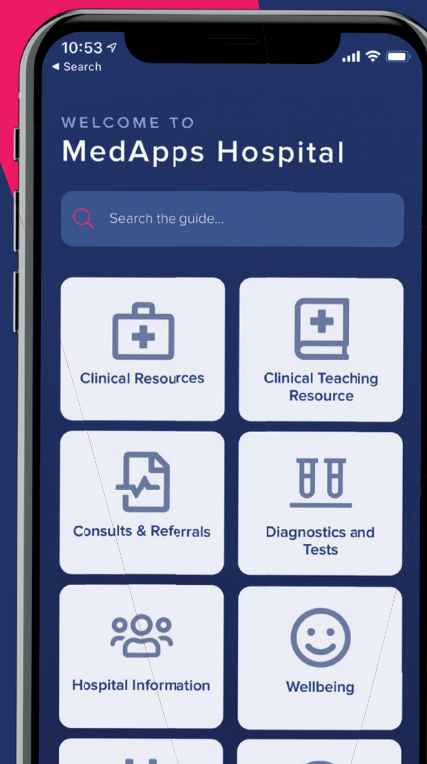 10:53
Search
WELCOME TO
MedApps Hospital
Search the guide...
Clinical Resources
Clinical Teaching
Resource
Consults & Referrals
Diagnostics and
Tests
Hospital Information
Wellbeing